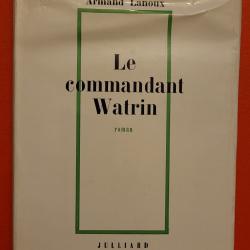 Armand Lanoux
Le
commandant
Watrin
roman
JULLIARD